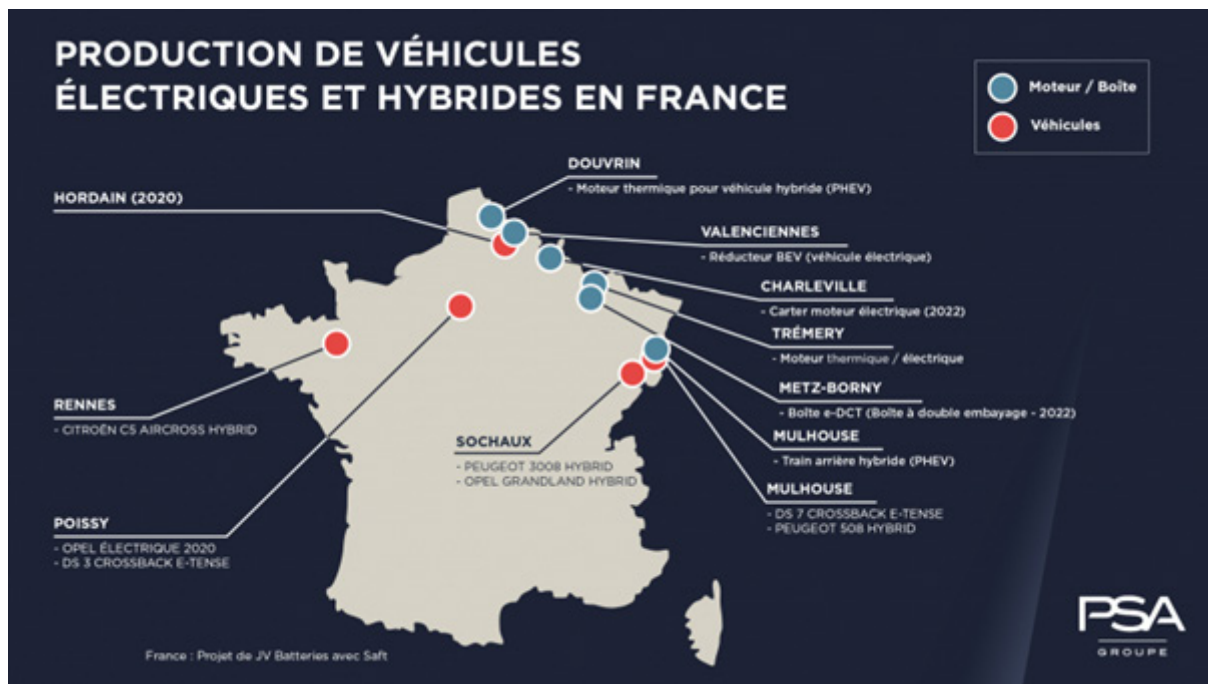 PRODUCTION DE VÉHICULES
ÉLECTRIQUES ET HYBRIDES EN FRANCE
Moteur / Boîte
Véhicules
DOUVRIN
- Moteur thermique pour véhicule hybride (PHEV)
HORDAIN (2020)
VALENCIENNES
- Réducteur BEV (véhicule électrique)
CHARLEVILLE
- Carter moteur électrique (2022)
TRÉMERY
- Moteur thermique / électrique
METZ-BORNY
- Boîte e-DCT (Boîte à double embayage - 2022)
MULHOUSE
- Train arrière hybride (PHEV)
MULHOUSE
- DS 7 CROSSBACK E-TENSE
- PEUGEOT 508 HYBRID
RENNES
- CITROËN C5 AIRCROSS HYBRID
SOCHAUX
- PEUGEOT 3008 HYBRID
- OPEL GRANDLAND HYBRID
POISSY
- OPEL ÉLECTRIQUE 2020
- DS 3 CROSSBACK E-TENSE
France : Projet de JV Batteries avec Saft
PSA
GROUPE